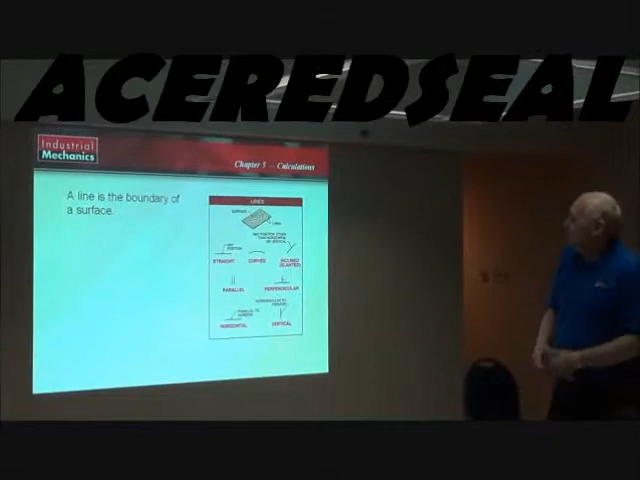 ACEREDSEAL
Industrial
Mechanics
Chapter 5 — Calculations
A line is the boundary of
a surface.
LINES
SURFACE
LINES
STRAIGHT
CURVED
INCLINED
(SLANTED)
PARALLEL
PERPENDICULAR
HORIZONTAL
VERTICAL